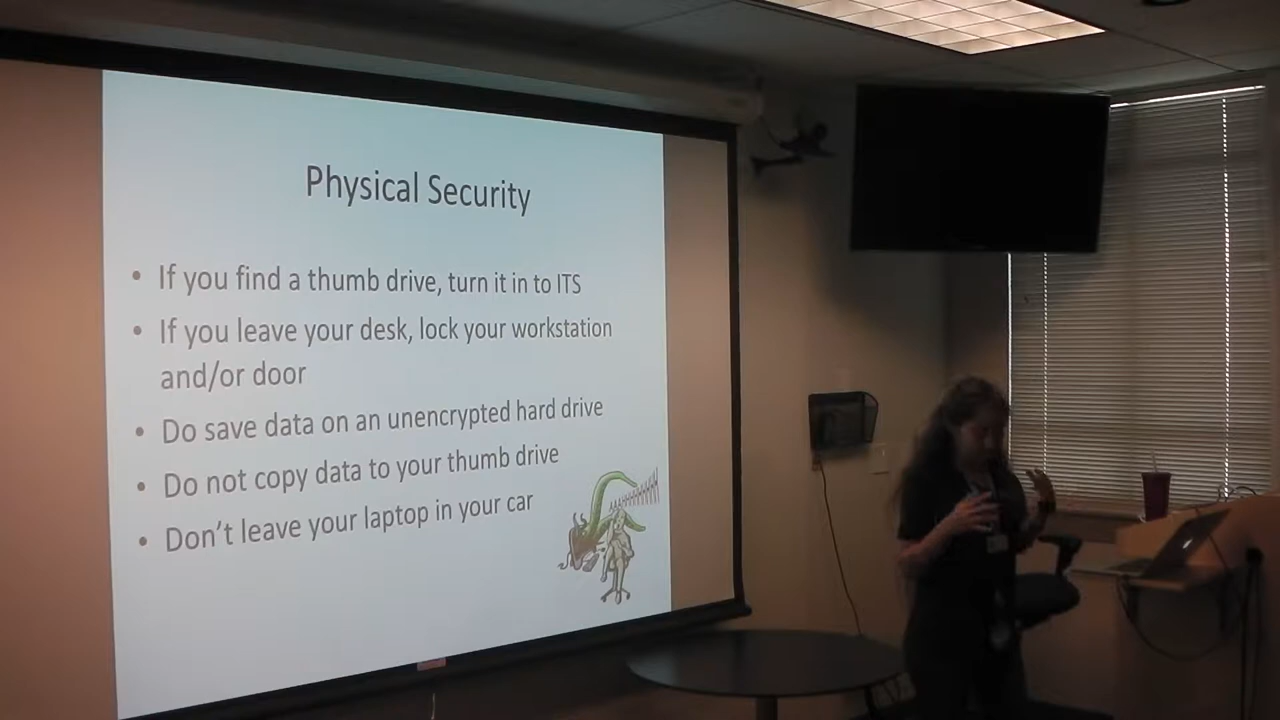 Physical Security
• If you find a thumb drive, turn it in to ITS
• If you leave your desk, lock your workstation
and/or door
• Do save data on an unencrypted hard drive
• Do not copy data to your thumb drive
• Don't leave your laptop in your car